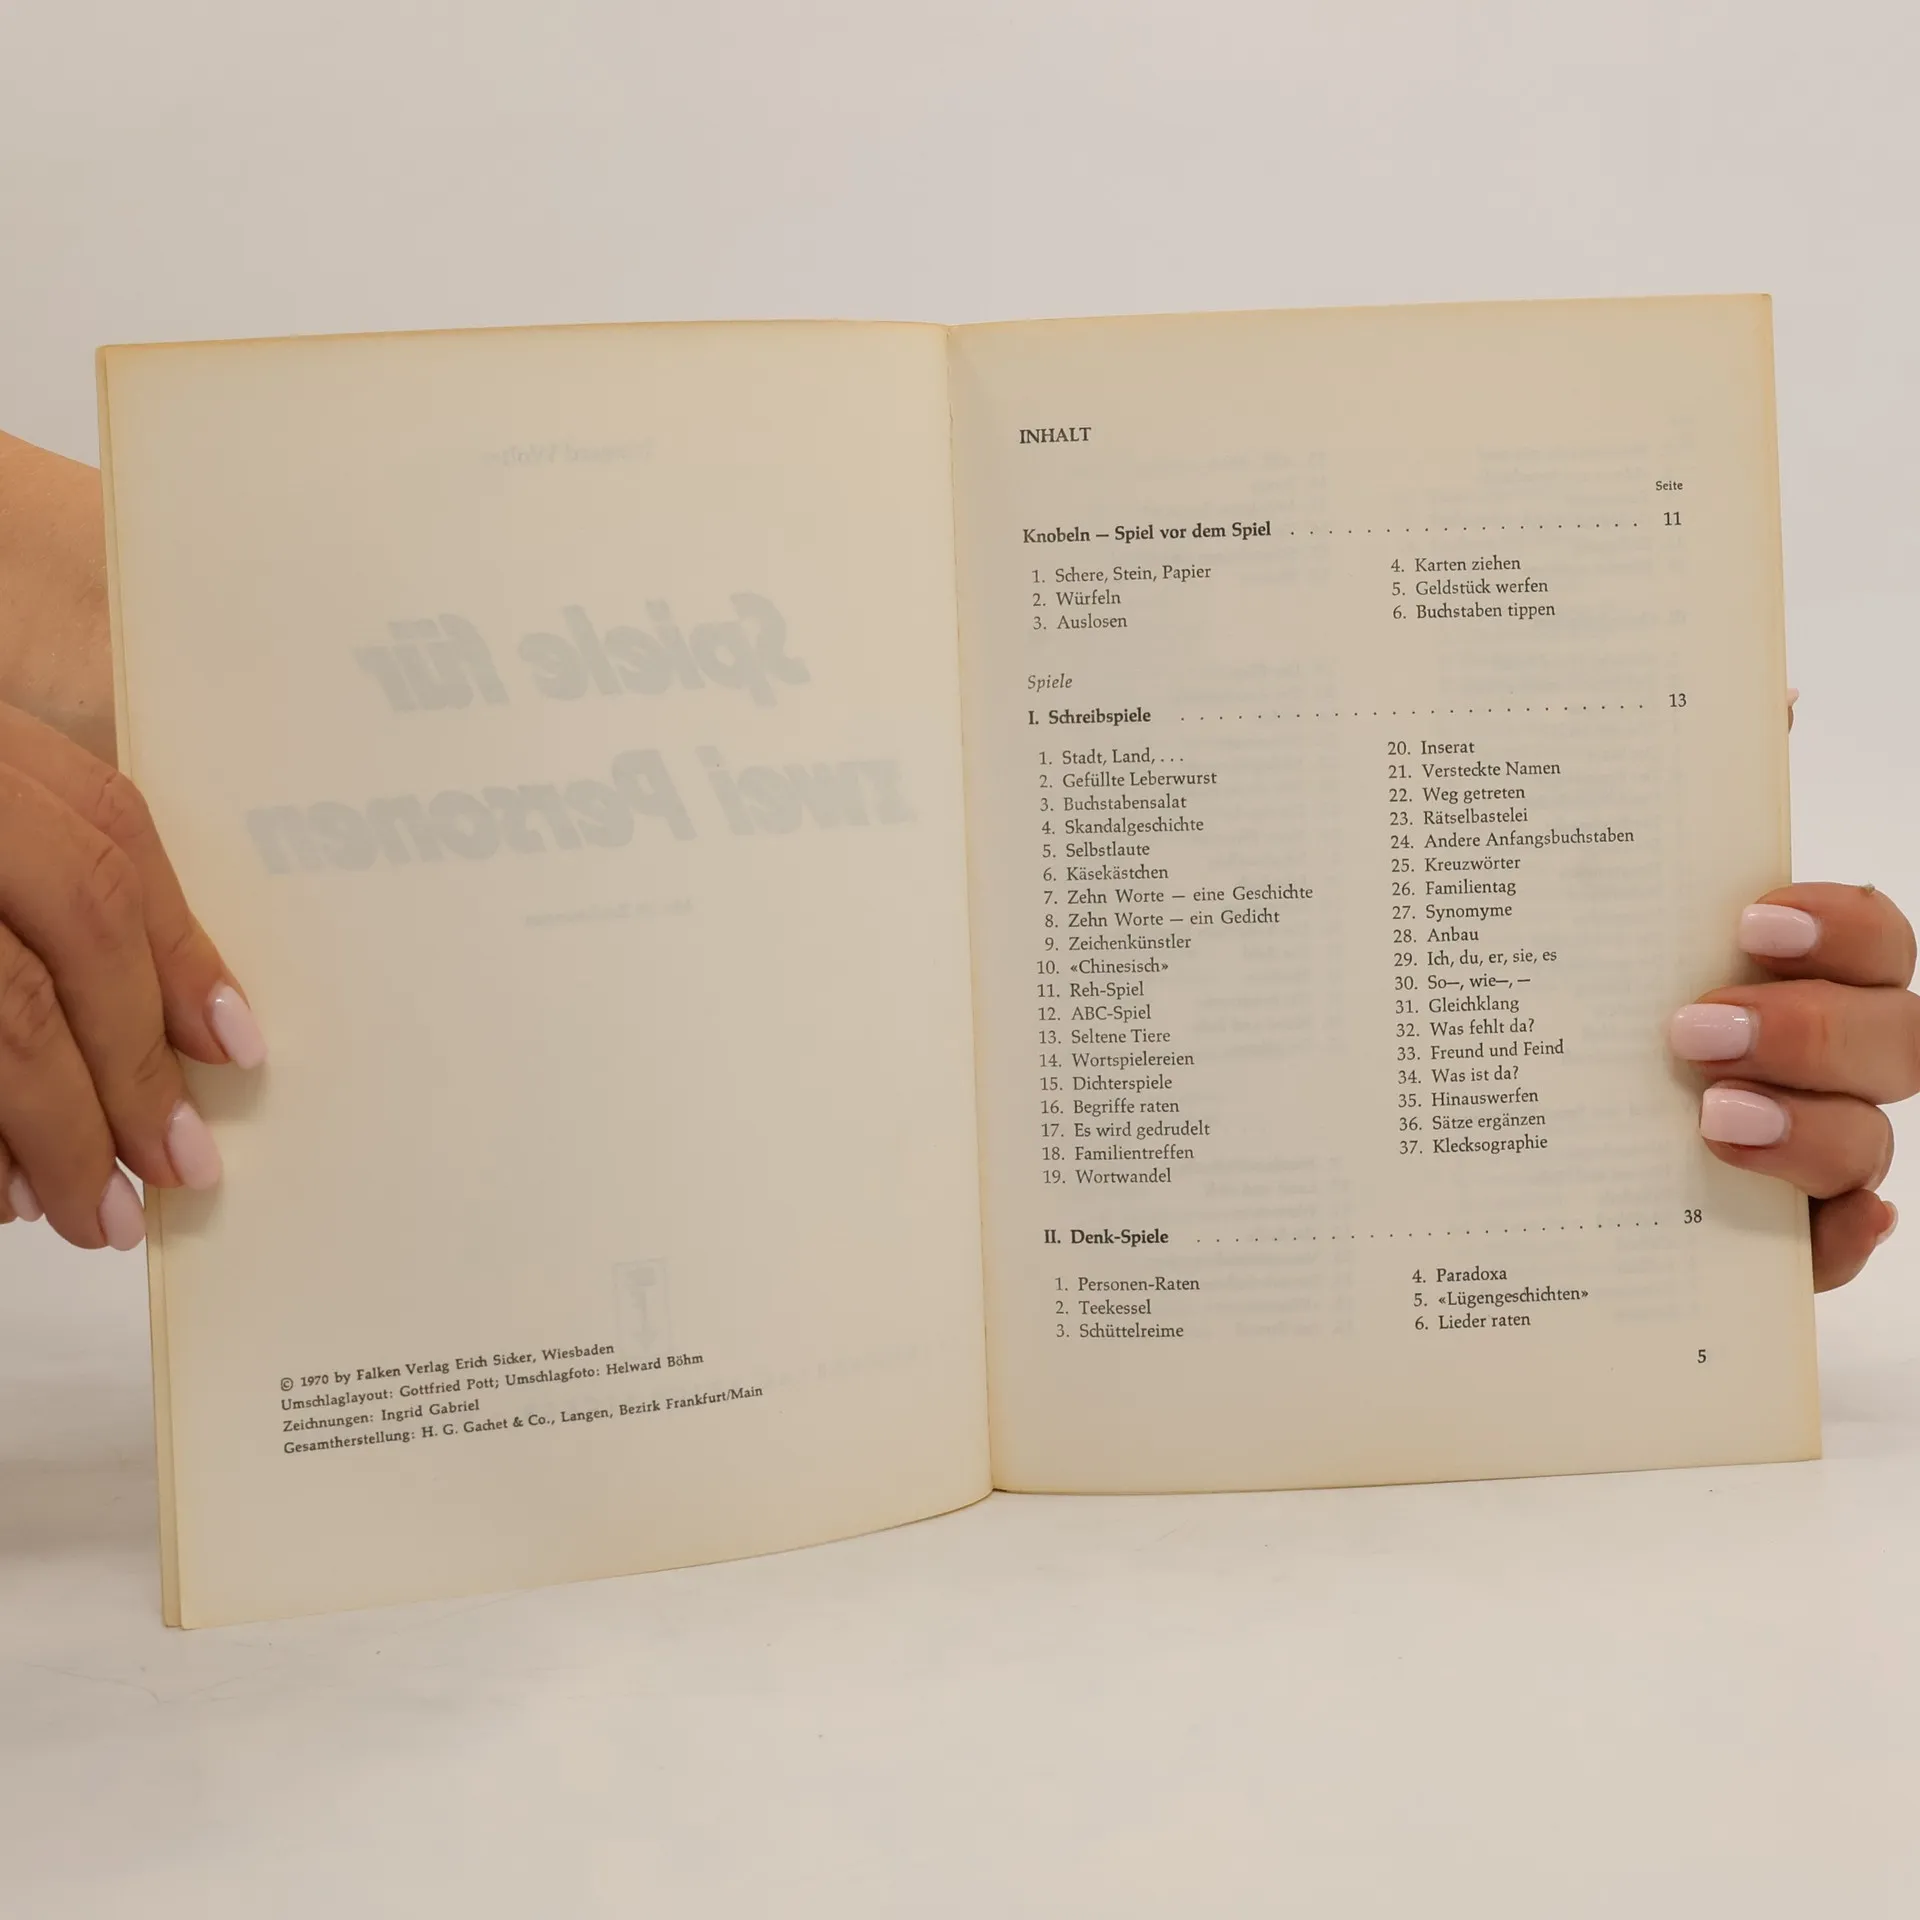 Spiele für
zwei Personen
© 1970 by Falken Verlag Erich Sicker, Wiesbaden
Umschlaglayout: Gottfried Pott; Umschlagfoto: Helward Böhm
Zeichnungen: Ingrid Gabriel
Gesamtherstellung: H. G. Gachet & Co., Langen, Bezirk Frankfurt/Main
INHALT
Seite
Knobeln — Spiel vor dem Spiel . . . . . . . . . . . . . . . . . . 11
1. Schere, Stein, Papier
2. Würfeln
3. Auslosen
4. Karten ziehen
5. Geldstück werfen
6. Buchstaben tippen
Spiele
I. Schreibspiele . . . . . . . . . . . . . . . . . . . . . . . 13
1. Stadt, Land, . . .
2. Gefüllte Leberwurst
3. Buchstabensalat
4. Skandalgeschichte
5. Selbstlaute
6. Käsekästchen
7. Zehn Worte — eine Geschichte
8. Zehn Worte — ein Gedicht
9. Zeichenkünstler
10. «Chinesisch»
11. Reh-Spiel
12. ABC-Spiel
13. Seltene Tiere
14. Wortspielereien
15. Dichterspiele
16. Begriffe raten
17. Es wird gedrudelt
18. Familientreffen
19. Wortwandel
20. Inserat
21. Versteckte Namen
22. Weg getreten
23. Rätselbastelei
24. Andere Anfangsbuchstaben
25. Kreuzwörter
26. Familientag
27. Synomyme
28. Anbau
29. Ich, du, er, sie, es
30. So—, wie—, —
31. Gleichklang
32. Was fehlt da?
33. Freund und Feind
34. Was ist da?
35. Hinauswerfen
36. Sätze ergänzen
37. Klecksographie
II. Denk-Spiele . . . . . . . . . . . . . . . . . . . . . 38
1. Personen-Raten
2. Teekessel
3. Schüttelreime
4. Paradoxa
5. «Lügengeschichten»
6. Lieder raten
5